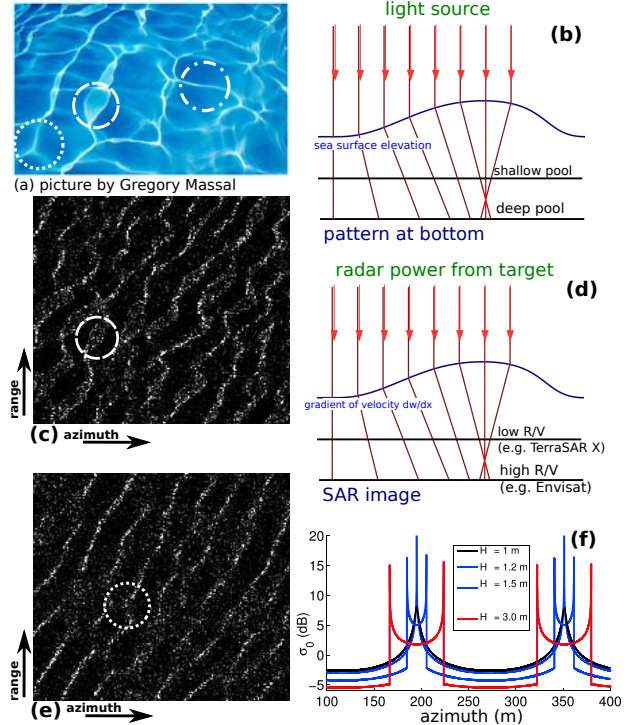 light source
(b)
sea surface elevation
shallow pool
deep pool
pattern at bottom
(a) picture by Gregory Massal
range
(c)
azimuth
radar power from target
(d)
gradient of velocity dw/dx
low R/V
(e.g. TerraSAR X)
high R/V
(e.g. Envisat)
SAR image
range
(e)
azimuth
(f)
H = 1 m
H = 1.2 m
H = 1.5 m
H = 3.0 m
σ0 (dB)
20
15
10
5
0
−5
100 150 200 250 300 350 400
azimuth (m)